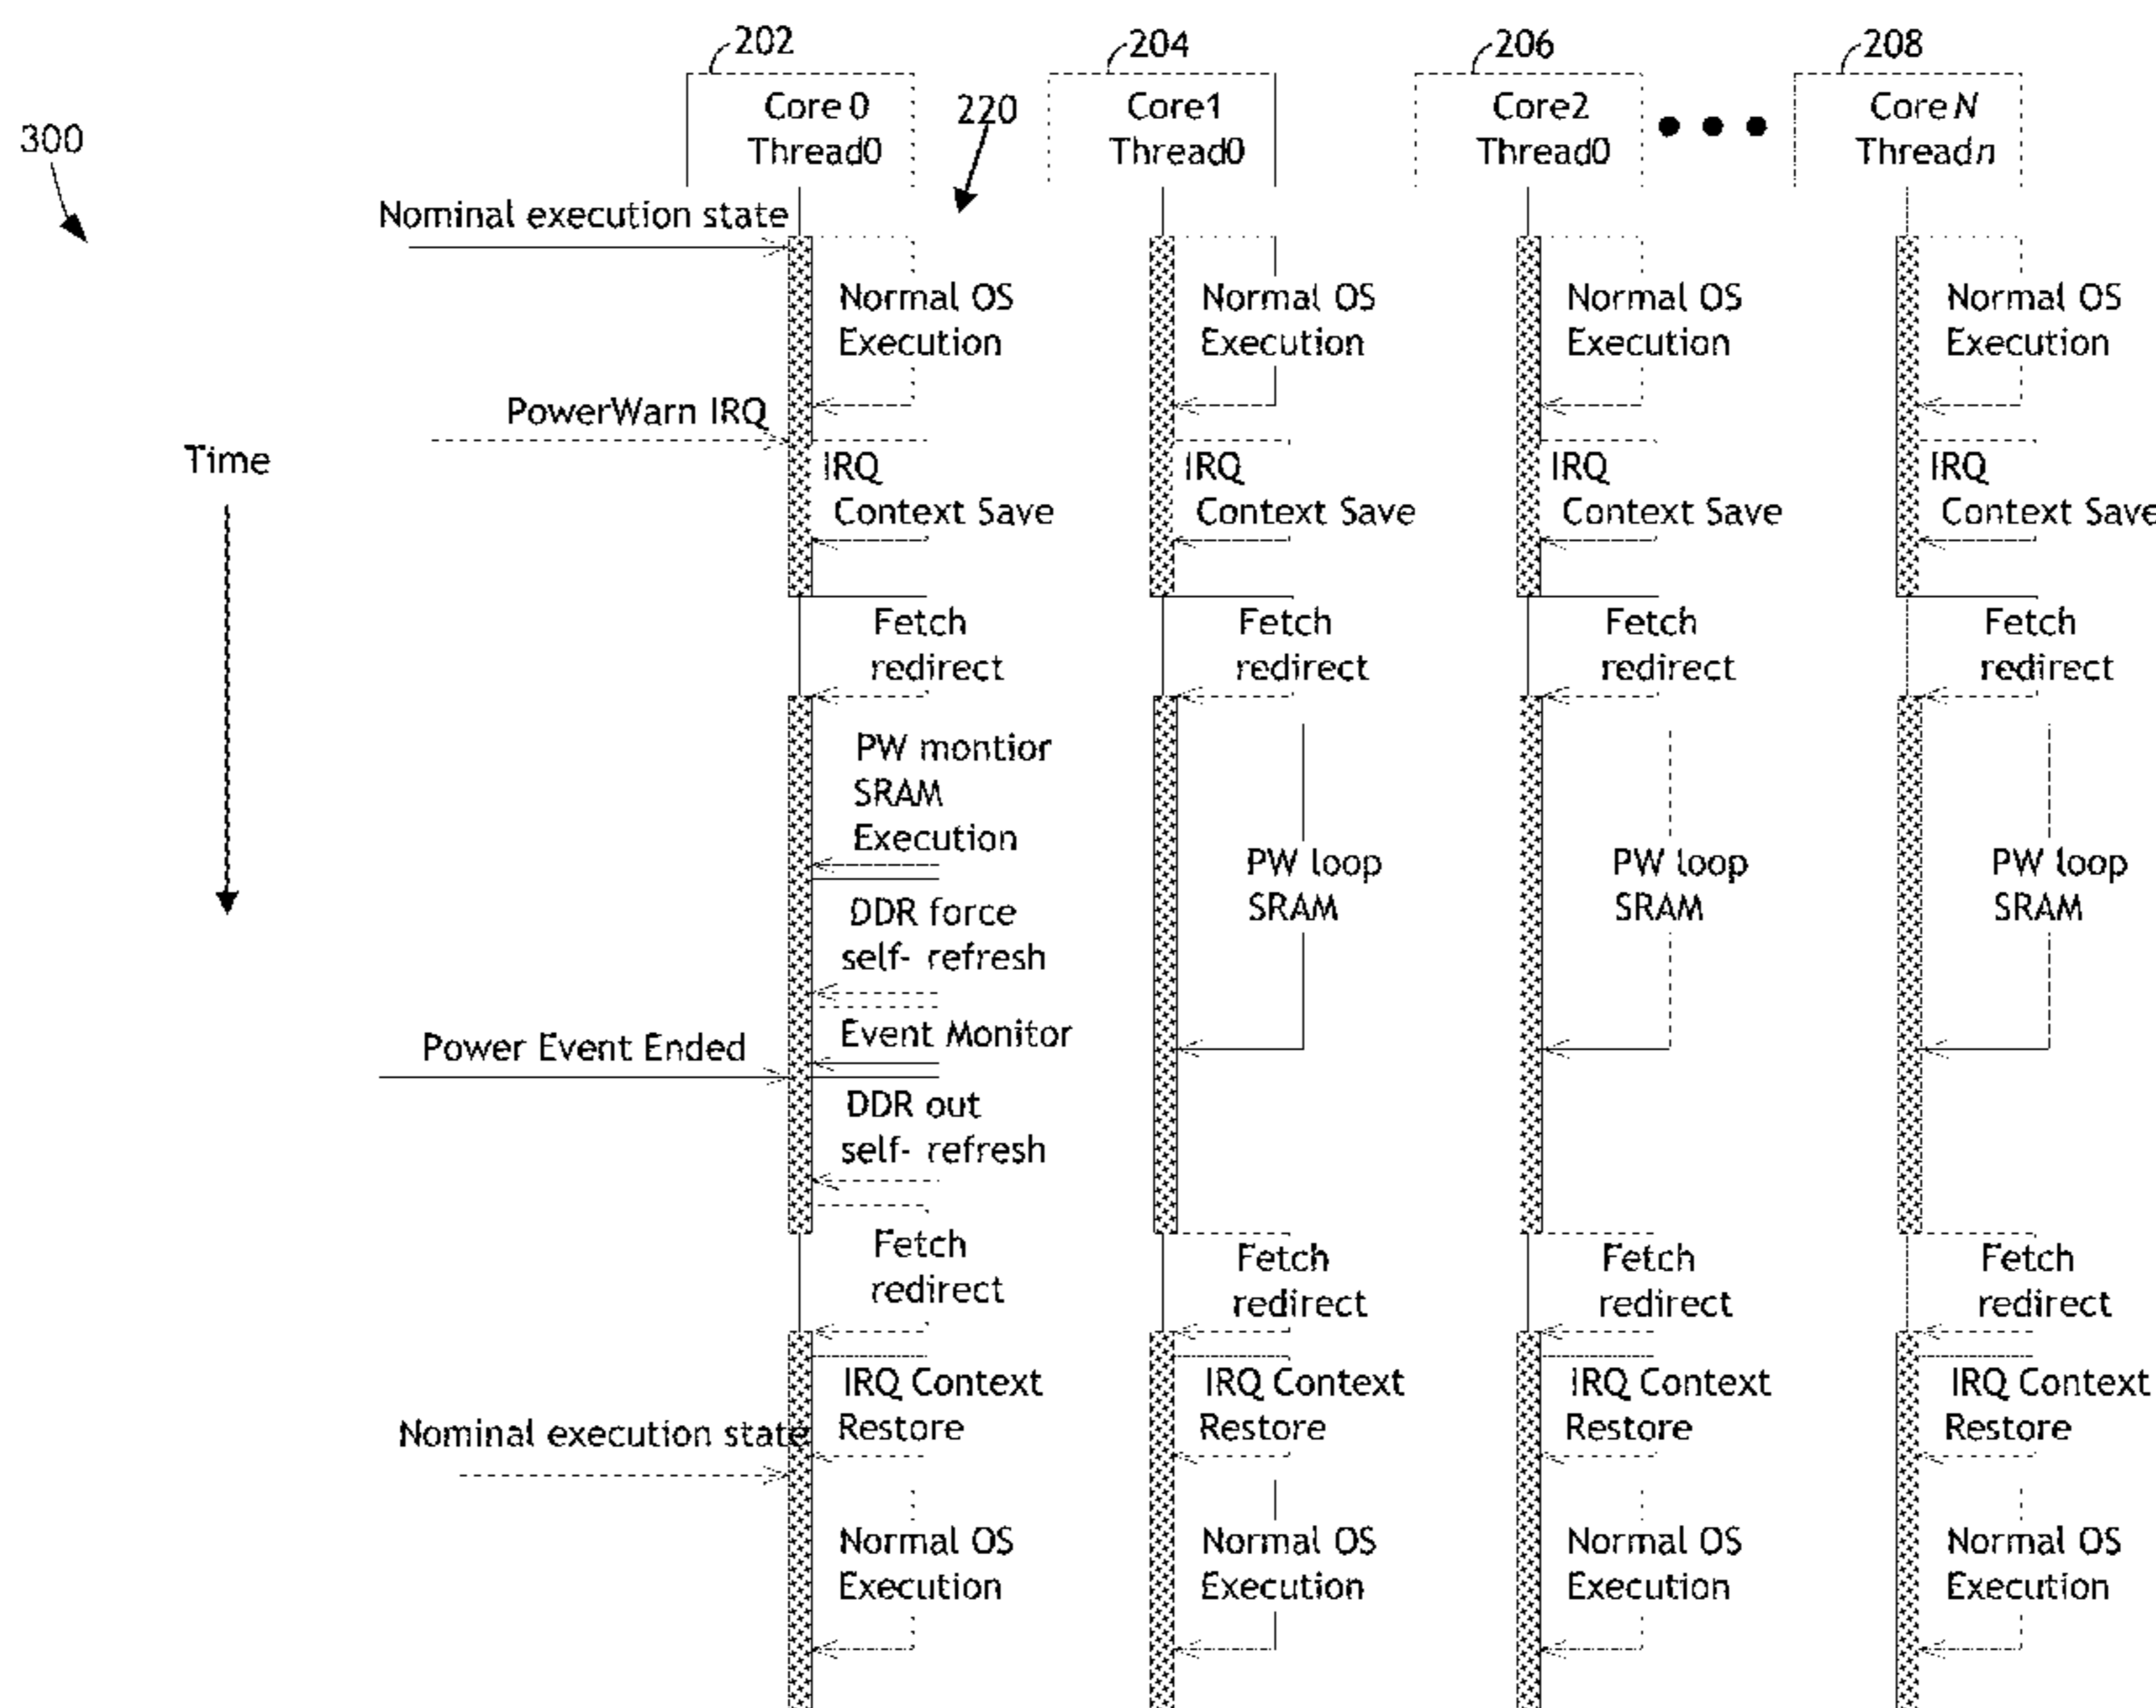 202
204
206
208
300
220
Core 0
Thread0
Core1
Thread0
Core2
Thread0
Core N
Threadn
Nominal execution state
Normal OS
Execution
Normal OS
Execution
Normal OS
Execution
Normal OS
Execution
PowerWarn IRQ
Time
IRQ
Context Save
IRQ
Context Save
IRQ
Context Save
IRQ
Context Save
Fetch
redirect
Fetch
redirect
Fetch
redirect
Fetch
redirect
PW montior
SRAM
Execution
PW loop
SRAM
PW loop
SRAM
PW loop
SRAM
DDR force
self- refresh
Event Monitor
Power Event Ended
DDR out
self- refresh
Fetch
redirect
Fetch
redirect
Fetch
redirect
Fetch
redirect
IRQ Context
Restore
IRQ Context
Restore
IRQ Context
Restore
IRQ Context
Restore
Nominal execution state
Normal OS
Execution
Normal OS
Execution
Normal OS
Execution
Normal OS
Execution